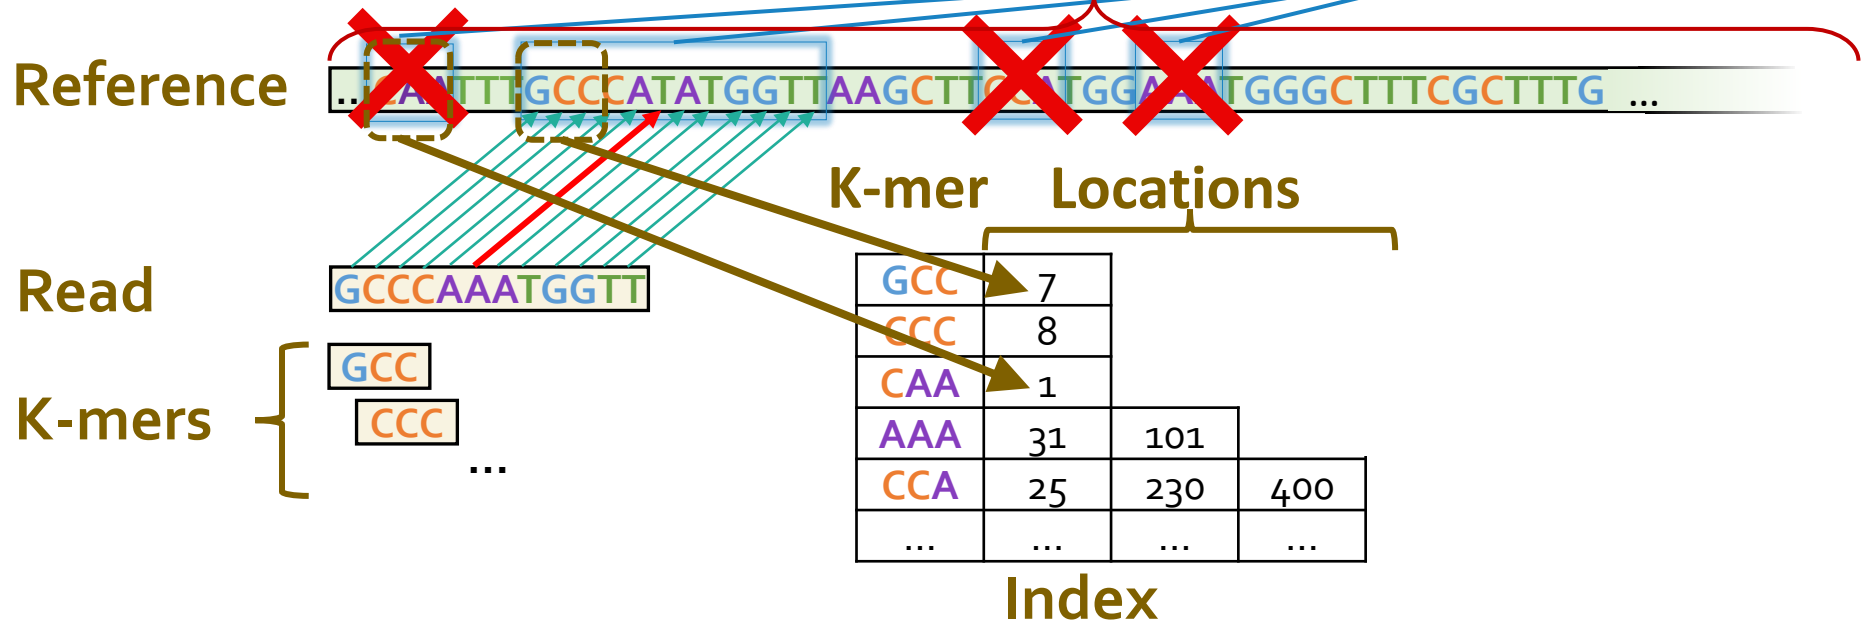 Reference ... CAATTTGCCCATATGGTTAAGCTTCCATGGAAATGGGCTTTCGCTTTG ...
K-mer Locations
Read GCCCAAATGGTT
GCC 7
CCC 8
GCC
CAA 1
K-mers CCC
AAA 31 101
...
CCA 25 230 400
... ... ... ...
Index